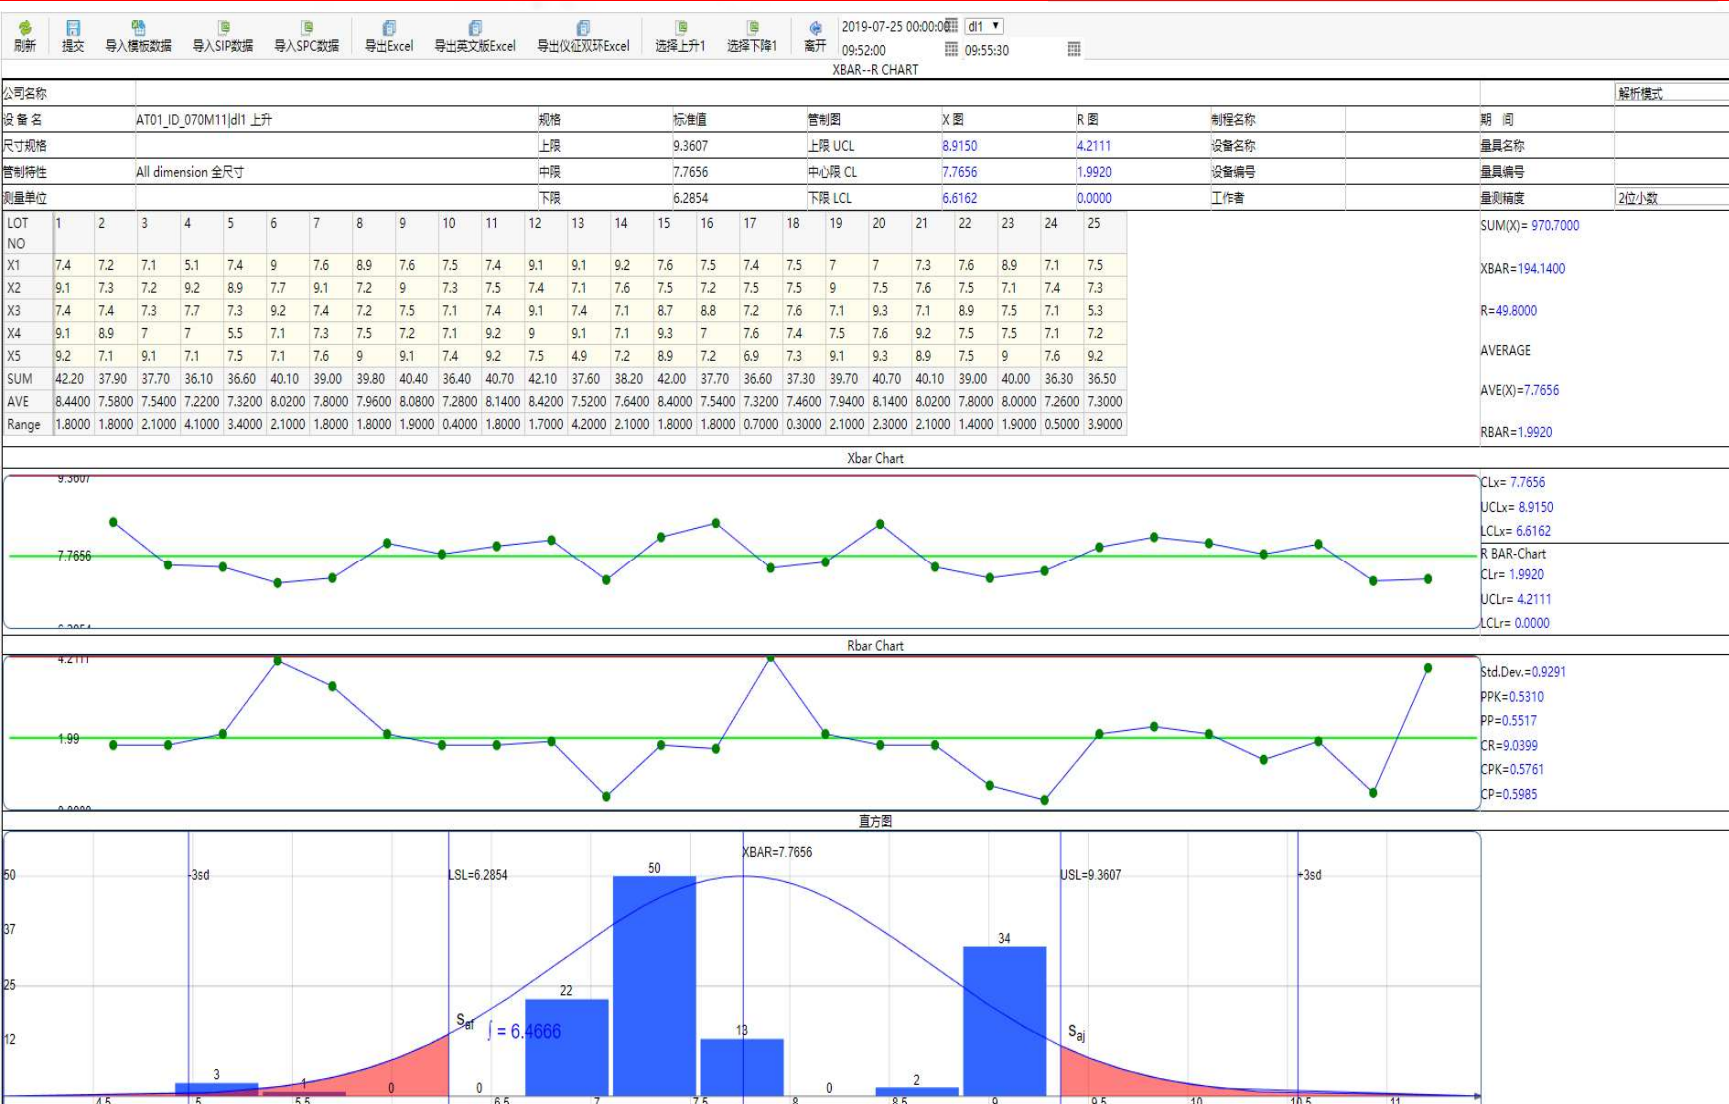 2019-07-25 00:00:00 dl1 ▼
刷新 提交 导入模板数据 导入SIP数据 导入SPC数据 导出Excel 导出英文版Excel 导出仪征双环Excel 选择上升1 选择下降1 离开 09:52:00 09:55:30
XBAR--R CHART
公司名称 解析模式
设 备 名 AT01_ID_070M11|dl1 上升 规格 标准值 管制图 X 图 R 图 制程名称 期 间
尺寸规格 上限 9.3607 上限 UCL 8.9150 4.2111 设备名称 量具名称
管制特性 All dimension 全尺寸 中限 7.7656 中心限 CL 7.7656 1.9920 设备编号 量具编号
测量单位 下限 6.2854 下限 LCL 6.6162 0.0000 工作者 量测精度 2位小数
LOT NO 1 2 3 4 5 6 7 8 9 10 11 12 13 14 15 16 17 18 19 20 21 22 23 24 25
X1 7.4 7.2 7.1 5.1 7.4 9 7.6 8.9 7.6 7.5 7.4 9.1 9.1 9.2 7.6 7.5 7.4 7.5 7 7 7.3 7.6 8.9 7.1 7.5
X2 9.1 7.3 7.2 9.2 8.9 7.7 9.1 7.2 9 7.3 7.5 7.4 7.1 7.6 7.5 7.2 7.5 7.5 9 7.5 7.6 7.5 7.1 7.4 7.3
X3 7.4 7.4 7.3 7.7 7.3 9.2 7.4 7.2 7.5 7.1 7.4 9.1 7.4 7.1 8.7 8.8 7.2 7.6 7.1 9.3 7.1 8.9 7.5 7.1 5.3
X4 9.1 8.9 7 7 5.5 7.1 7.3 7.5 7.2 7.1 9.2 9 9.1 7.1 9.3 7 7.6 7.4 7.5 7.6 9.2 7.5 7.5 7.1 7.2
X5 9.2 7.1 9.1 7.1 7.5 7.1 7.6 9 9.1 7.4 9.2 7.5 4.9 7.2 8.9 7.2 6.9 7.3 9.1 9.3 8.9 7.5 9 7.6 9.2
SUM 42.20 37.90 37.70 36.10 36.60 40.10 39.00 39.80 40.40 36.40 40.70 42.10 37.60 38.20 42.00 37.70 36.60 37.30 39.70 40.70 40.10 39.00 40.00 36.30 36.50
AVE 8.4400 7.5800 7.5400 7.2200 7.3200 8.0200 7.8000 7.9600 8.0800 7.2800 8.1400 8.4200 7.5200 7.6400 8.4000 7.5400 7.3200 7.4600 7.9400 8.1400 8.0200 7.8000 8.0000 7.2600 7.3000
Range 1.8000 1.8000 2.1000 4.1000 3.4000 2.1000 1.8000 1.8000 1.9000 0.4000 1.8000 1.7000 4.2000 2.1000 1.8000 1.8000 0.7000 0.3000 2.1000 2.3000 2.1000 1.4000 1.9000 0.5000 3.9000
SUM(X)= 970.7000
XBAR=194.1400
R=49.8000
AVERAGE
AVE(X)=7.7656
RBAR=1.9920
Xbar Chart
9.3607
7.7656
6.2854
CLx= 7.7656
UCLx= 8.9150
LCLx= 6.6162
R BAR-Chart
CLr= 1.9920
UCLr= 4.2111
LCLr= 0.0000
Rbar Chart
4.2111
1.99
0.0000
Std.Dev.=0.9291
PPK=0.5310
PP=0.5517
CR=9.0399
CPK=0.5761
CP=0.5985
直方图
XBAR=7.7656
50 -3sd LSL=6.2854 50 USL=9.3607 +3sd
37 34
25 22
12 Saf ∫ = 6.4666 13 Saj
3 1 0 0 0 2
4.5 5 5.5 6.5 7 7.5 8 8.5 9 9.5 10 10.5 11